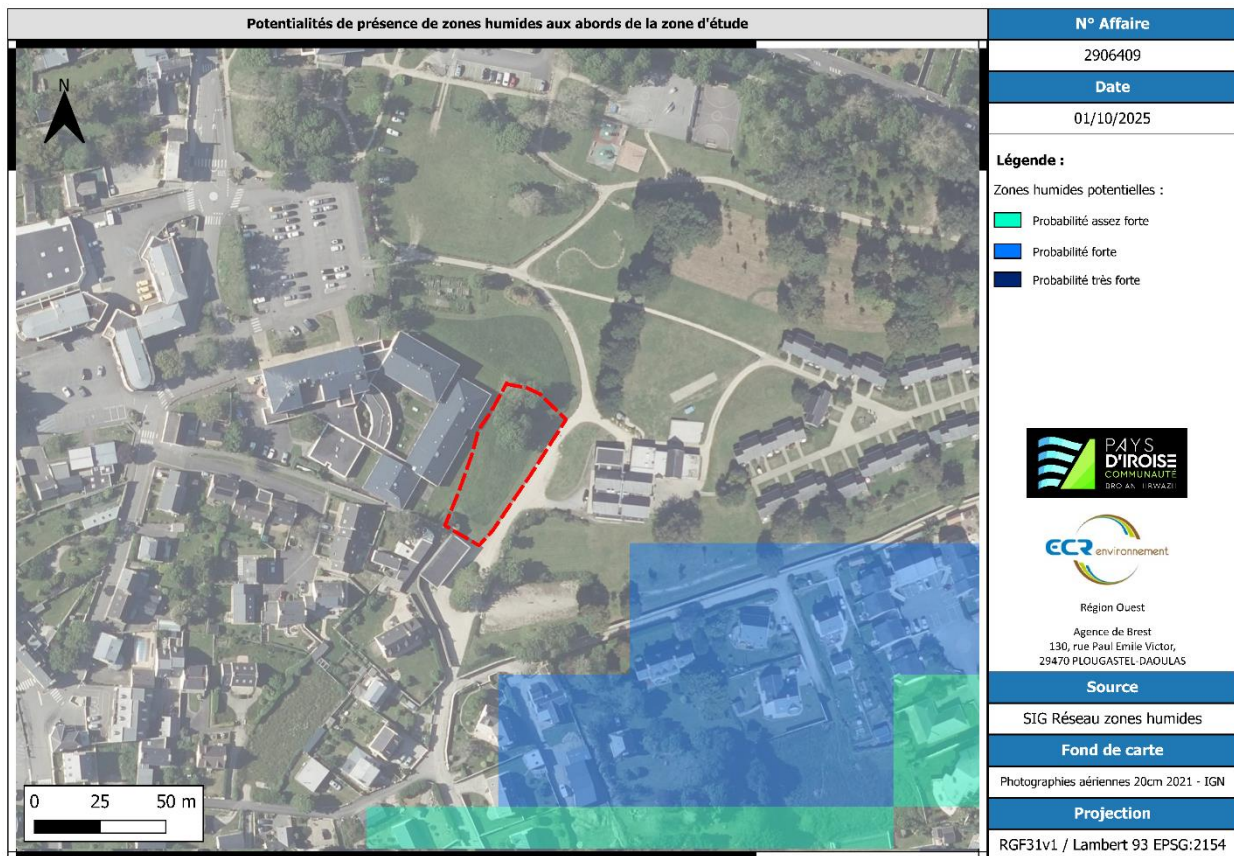 Potentialités de présence de zones humides aux abords de la zone d'étude
N
0 25 50 m
N° Affaire
2906409
Date
01/10/2025
Légende :
Zones humides potentielles :
Probabilité assez forte
Probabilité forte
Probabilité très forte
PAYS
D'IROISE
COMMUNAUTÉ
BRO AN HIRWAZH
ECR environnement
Région Ouest
Agence de Brest
130, rue Paul Emile Victor,
29470 PLOUGASTEL-DAOULAS
Source
SIG Réseau zones humides
Fond de carte
Photographies aériennes 20cm 2021 - IGN
Projection
RGF31v1 / Lambert 93 EPSG:2154